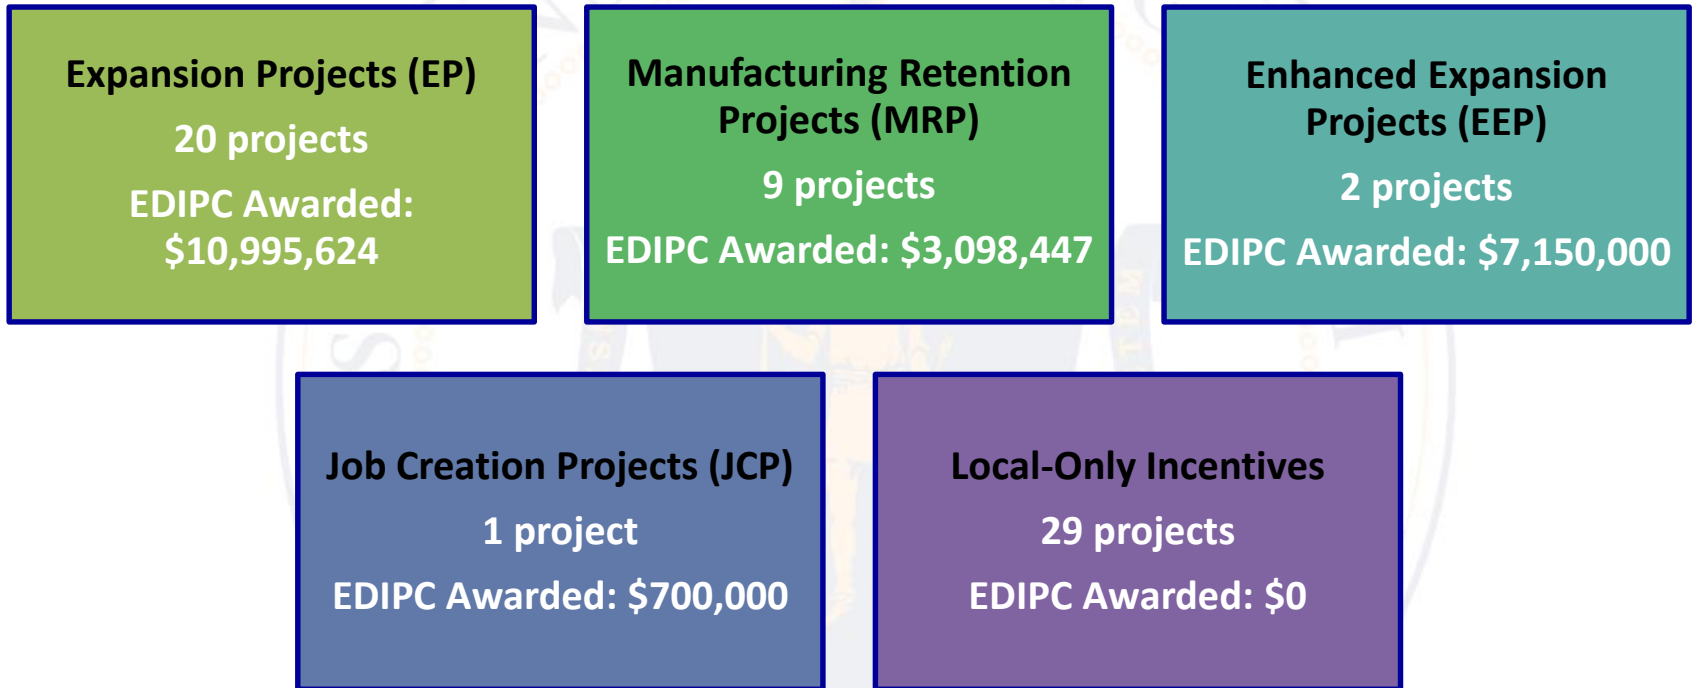 Expansion Projects (EP)
20 projects
EDIPC Awarded:
$10,995,624
Manufacturing Retention
Projects (MRP)
9 projects
EDIPC Awarded: $3,098,447
Enhanced Expansion
Projects (EEP)
2 projects
EDIPC Awarded: $7,150,000
Job Creation Projects (JCP)
1 project
EDIPC Awarded: $700,000
Local-Only Incentives
29 projects
EDIPC Awarded: $0